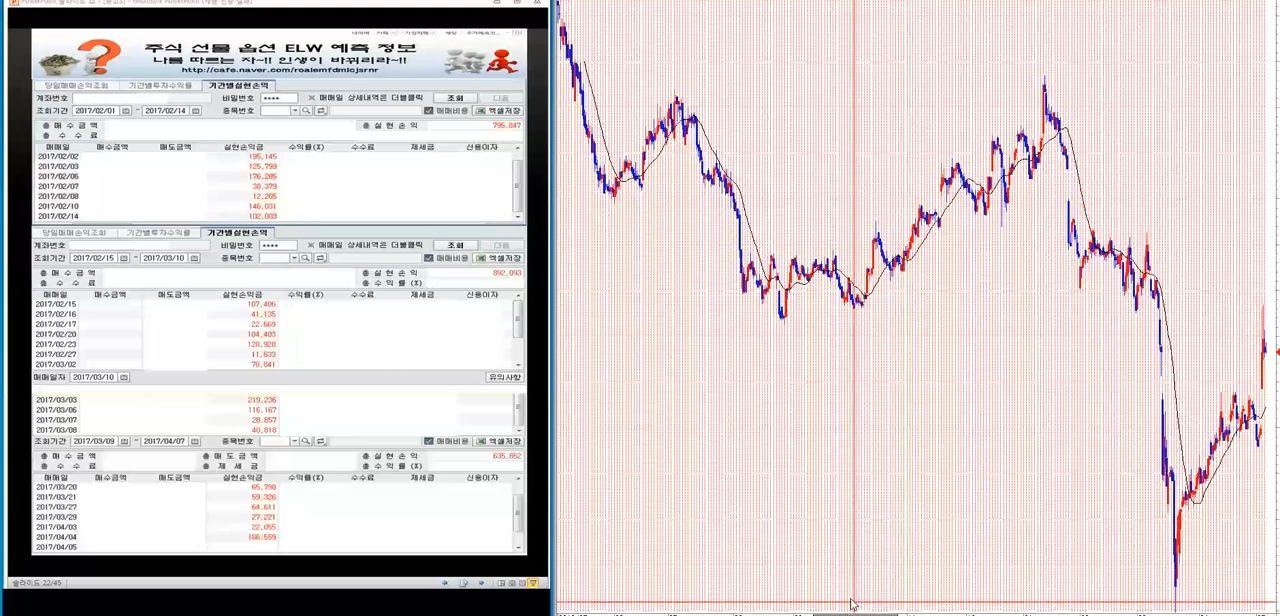 주식 선물 옵션 ELW 예측 정보
나를 따르는 자~!! 인생이 바뀌리라~!!
http://cafe.naver.com/roalemfdmlcjsrnr
당일매매손익조회 기간별투자수익률 기간별실현손익
계좌번호 비밀번호 **** ※ 매매일 상세내역은 더블클릭 조회 다음
조회기간 2017/02/01 ~ 2017/02/14 종목번호 매매비용 엑셀저장
총 매 수 금 액 총 실 현 손 익 795,847
총 수 수 료
매매일 매수금액 매도금액 실현손익금 수익률(%) 수수료 제세금 신용이자
2017/02/02 195,145
2017/02/03 125,799
2017/02/06 176,285
2017/02/07 38,379
2017/02/08 12,205
2017/02/10 146,031
2017/02/14 102,003
당일매매손익조회 기간별투자수익률 기간별실현손익
계좌번호 비밀번호 **** ※ 매매일 상세내역은 더블클릭 조회 다음
조회기간 2017/02/15 ~ 2017/03/10 종목번호 매매비용 엑셀저장
총 매 수 금 액 총 실 현 손 익 892,093
총 수 수 료 총 수 익 률 (%)
매매일 매수금액 매도금액 실현손익금 수익률(%) 수수료 제세금 신용이자
2017/02/15 107,406
2017/02/16 41,135
2017/02/17 22,669
2017/02/20 104,403
2017/02/23 128,928
2017/02/27 11,633
2017/03/02 70,841
매매일자 2017/03/10 유의사항
2017/03/03 219,236
2017/03/06 116,167
2017/03/07 28,857
2017/03/08 40,818
조회기간 2017/03/09 ~ 2017/04/07 종목번호 매매비용 엑셀저장
총 매 수 금 액 총 매 도 금 액 총 실 현 손 익 635,852
총 수 수 료 총 제 세 금 총 수 익 률 (%)
매매일 매수금액 매도금액 실현손익금 수익률(%) 수수료 제세금 신용이자
2017/03/20 65,798
2017/03/21 59,326
2017/03/27 64,611
2017/03/29 27,221
2017/04/03 22,055
2017/04/04 186,559
2017/04/05
슬라이드 22/45